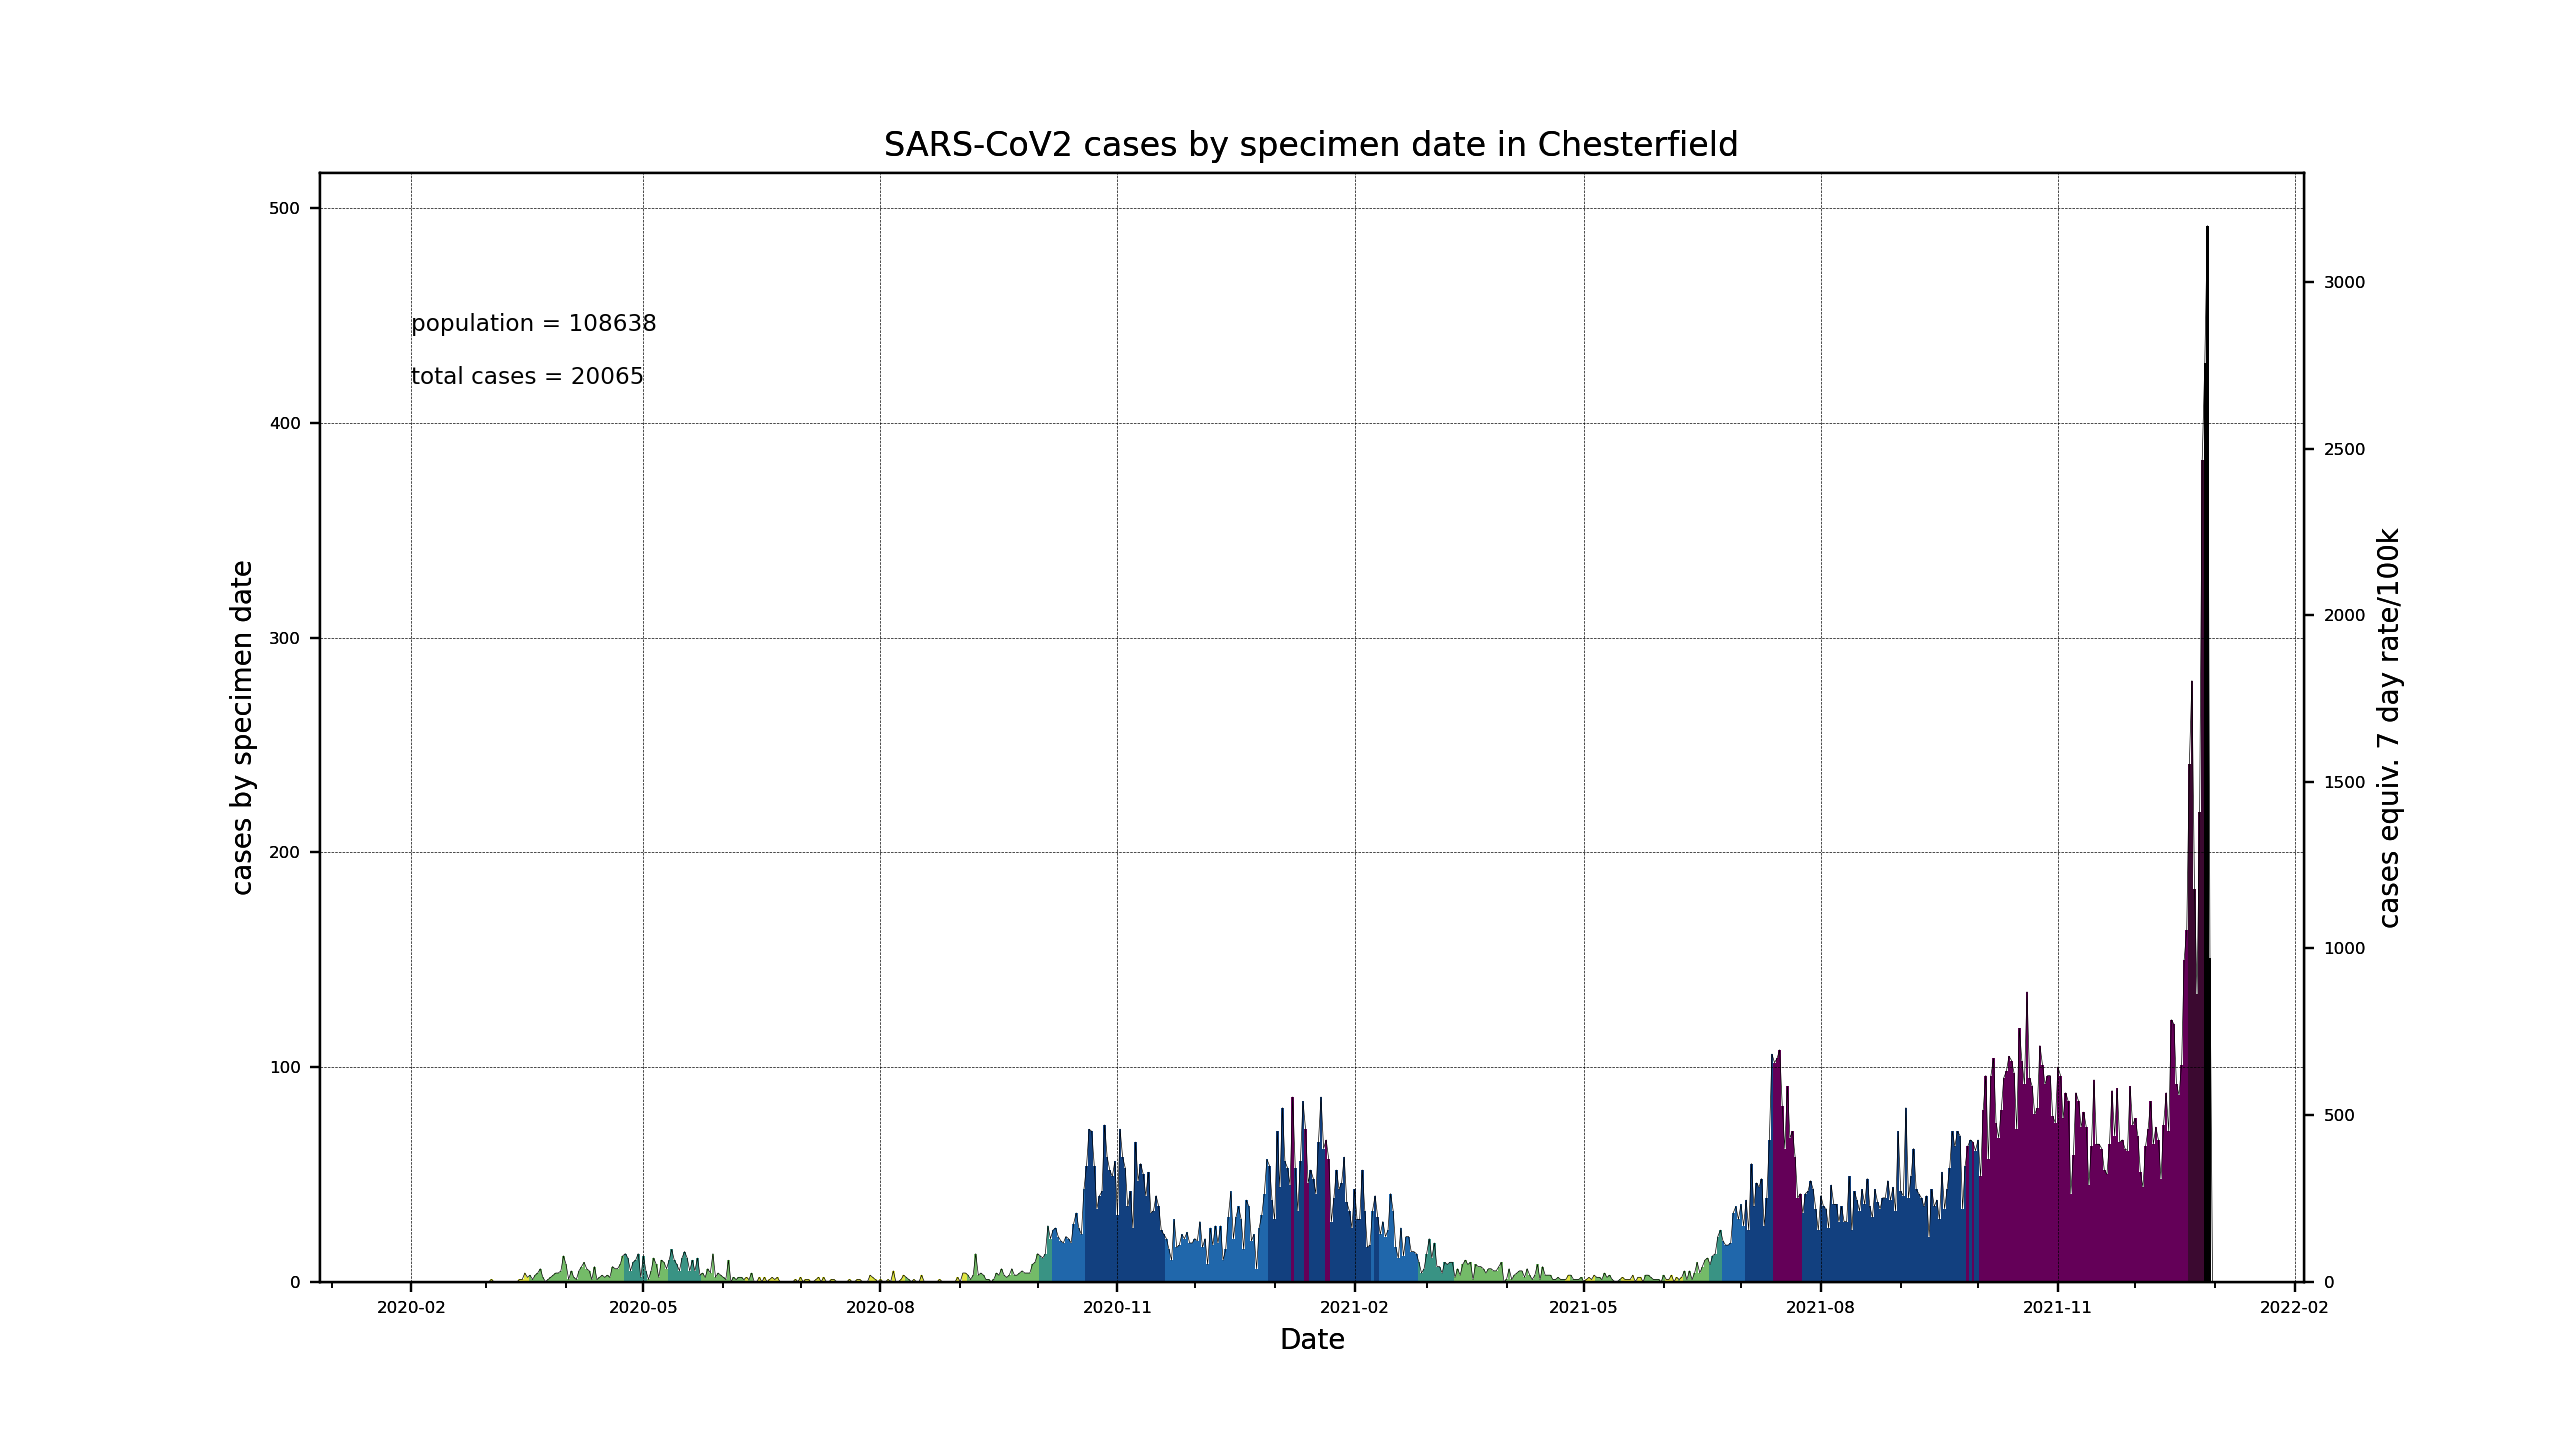 SARS-CoV2 cases by specimen date in Chesterfield
500
400
300
200
100
0
cases by specimen date
population = 108638
total cases = 20065
3000
2500
2000
1500
1000
500
0
cases equiv. 7 day rate/100k
2020-02 2020-05 2020-08 2020-11 2021-02 2021-05 2021-08 2021-11 2022-02
Date